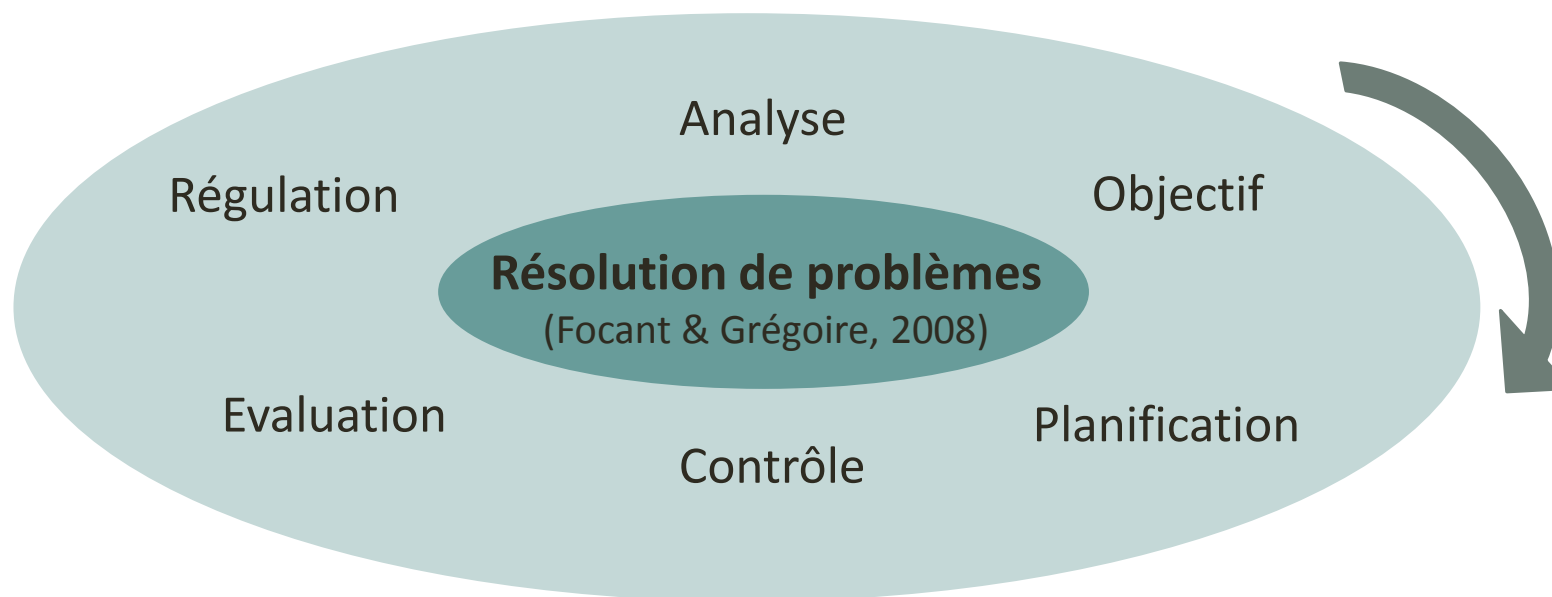 Analyse
Régulation
Objectif
Résolution de problèmes
(Focant & Grégoire, 2008)
Evaluation
Planification
Contrôle